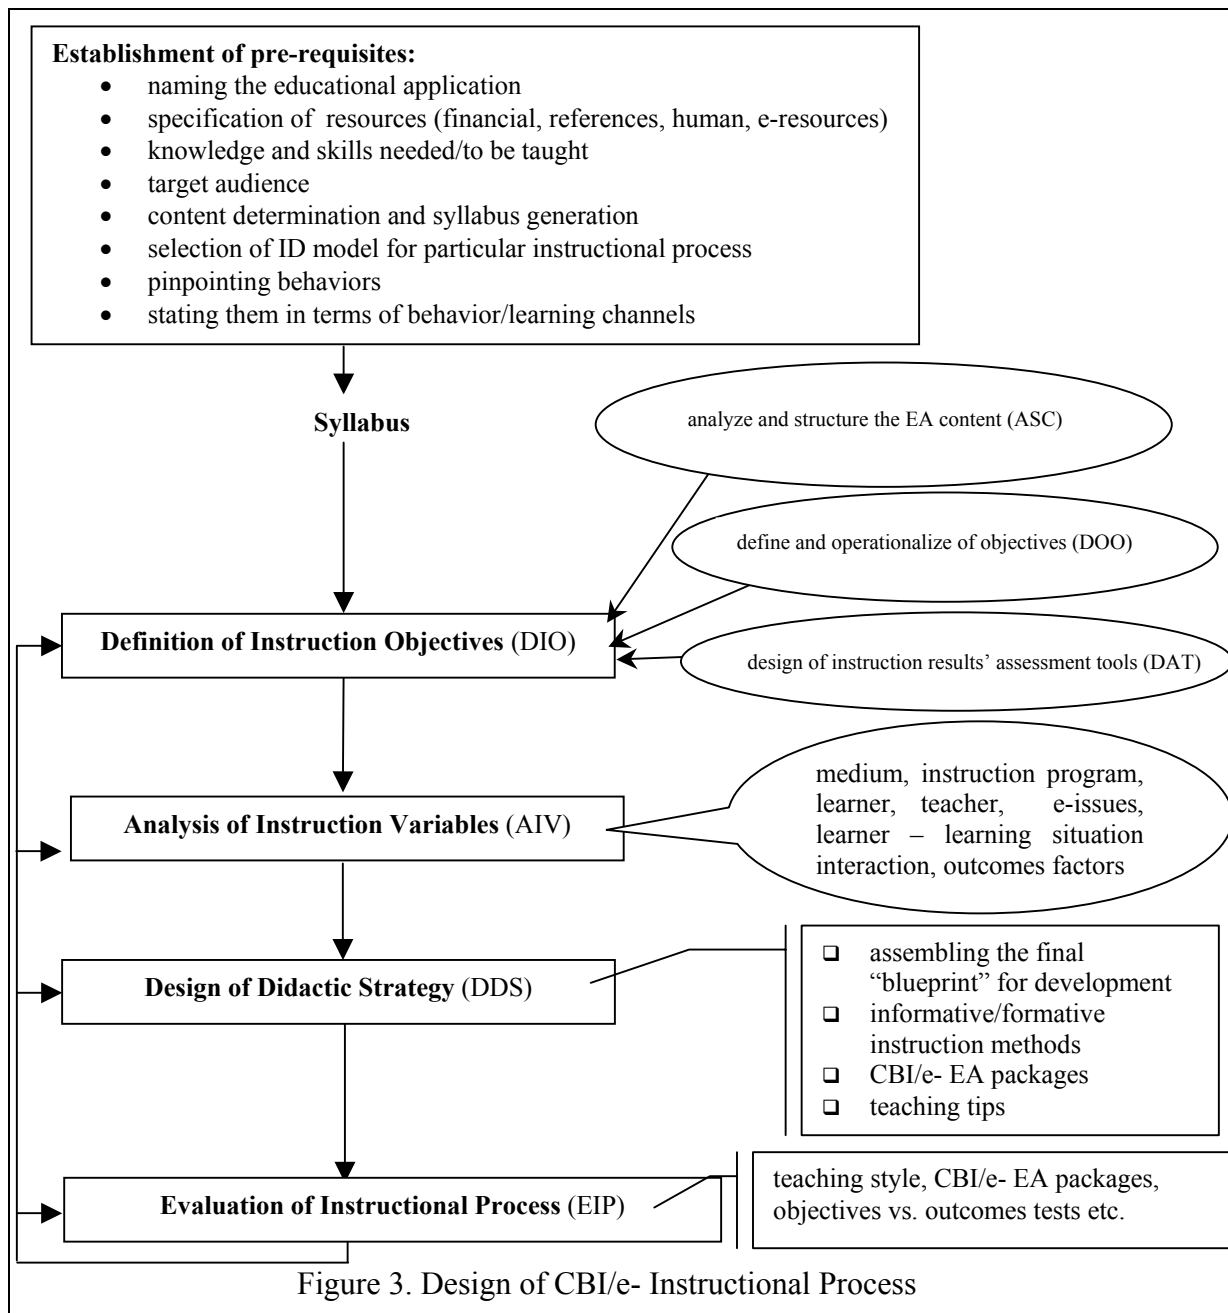 Establishment of pre-requisites:
• naming the educational application
• specification of resources (financial, references, human, e-resources)
• knowledge and skills needed/to be taught
• target audience
• content determination and syllabus generation
• selection of ID model for particular instructional process
• pinpointing behaviors
• stating them in terms of behavior/learning channels
Syllabus
analyze and structure the EA content (ASC)
define and operationalize of objectives (DOO)
Definition of Instruction Objectives (DIO)
design of instruction results’ assessment tools (DAT)
medium, instruction program,
learner, teacher, e-issues,
learner – learning situation
interaction, outcomes factors
Analysis of Instruction Variables (AIV)
Design of Didactic Strategy (DDS)
❑ assembling the final
“blueprint” for development
❑ informative/formative
instruction methods
❑ CBI/e- EA packages
❑ teaching tips
Evaluation of Instructional Process (EIP)
teaching style, CBI/e- EA packages,
objectives vs. outcomes tests etc.
Figure 3. Design of CBI/e- Instructional Process